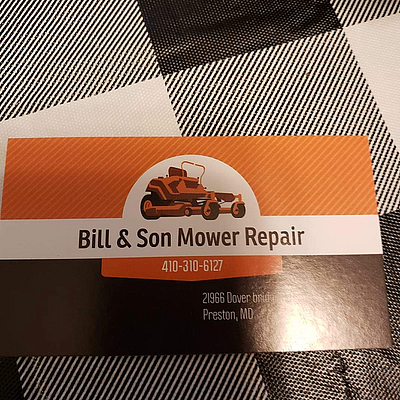 Bill & Son Mower Repair
410-310-6127
21966 Dover
Preston, MD